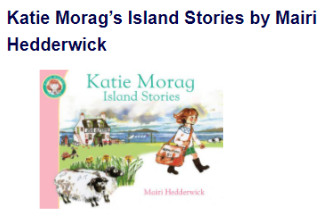 Katie Morag’s Island Stories by Mairi
Hedderwick
Katie Morag
Island Stories
Mairi Hedderwick